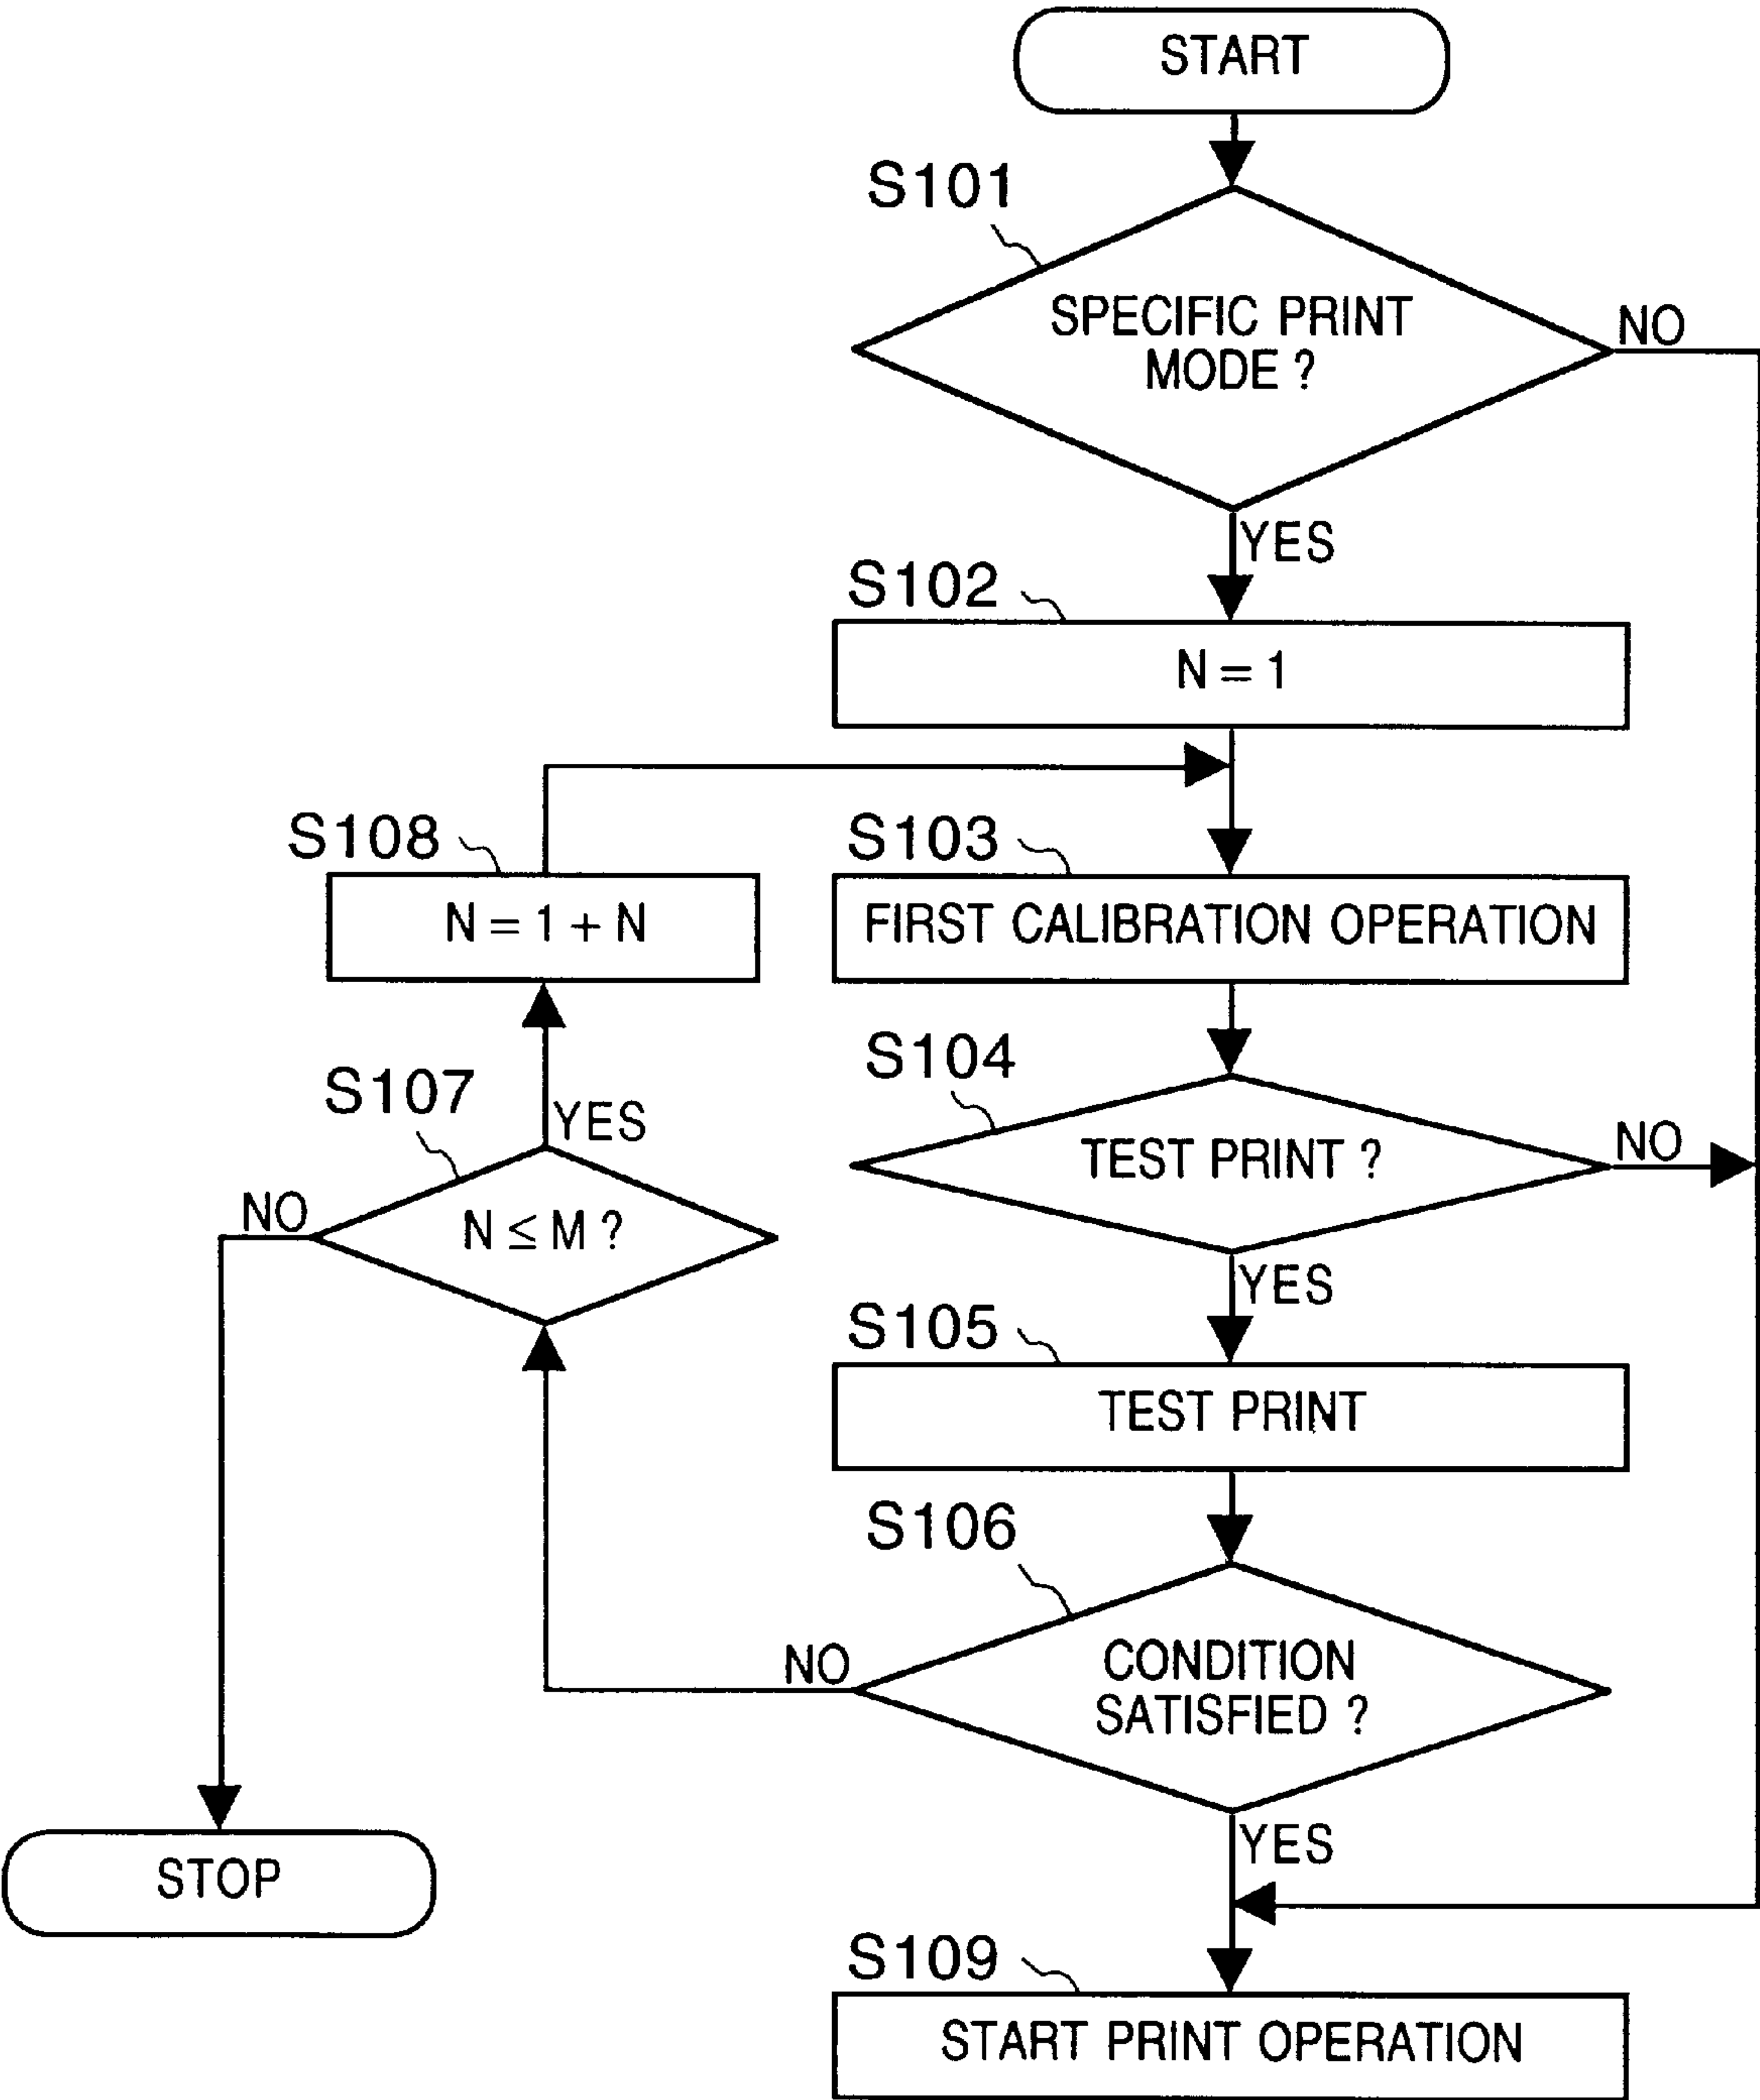 START
S101
SPECIFIC PRINT
MODE ?
NO
YES
S102
N = 1
S108
N = 1 + N
S103
FIRST CALIBRATION OPERATION
S104
TEST PRINT ?
NO
YES
S107
YES
N ≤ M ?
NO
S105
TEST PRINT
S106
CONDITION
SATISFIED ?
NO
YES
STOP
S109
START PRINT OPERATION